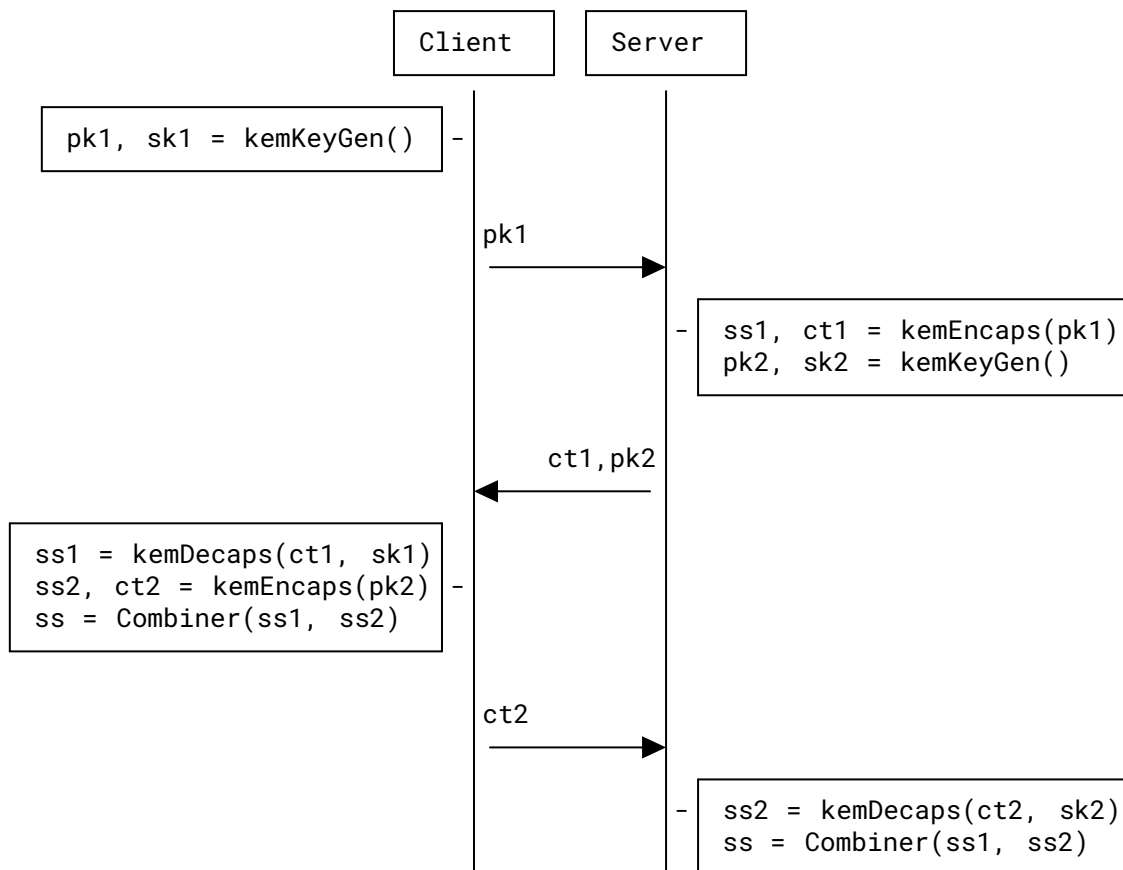 Client
Server
pk1, sk1 = kemKeyGen()
pk1
ss1, ct1 = kemEncaps(pk1)
pk2, sk2 = kemKeyGen()
ct1,pk2
ss1 = kemDecaps(ct1, sk1)
ss2, ct2 = kemEncaps(pk2)
ss = Combiner(ss1, ss2)
ct2
ss2 = kemDecaps(ct2, sk2)
ss = Combiner(ss1, ss2)